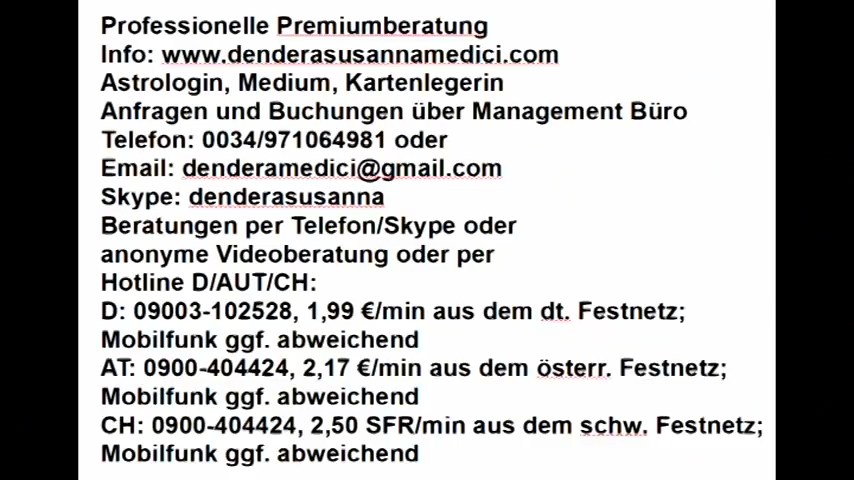 Professionelle Premiumberatung
Info: www.denderasusannamedici.com
Astrologin, Medium, Kartenlegerin
Anfragen und Buchungen über Management Büro
Telefon: 0034/971064981 oder
Email: denderamedici@gmail.com
Skype: denderasusanna
Beratungen per Telefon/Skype oder
anonyme Videoberatung oder per
Hotline D/AUT/CH:
D: 09003-102528, 1,99 €/min aus dem dt. Festnetz;
Mobilfunk ggf. abweichend
AT: 0900-404424, 2,17 €/min aus dem österr. Festnetz;
Mobilfunk ggf. abweichend
CH: 0900-404424, 2,50 SFR/min aus dem schw. Festnetz;
Mobilfunk ggf. abweichend